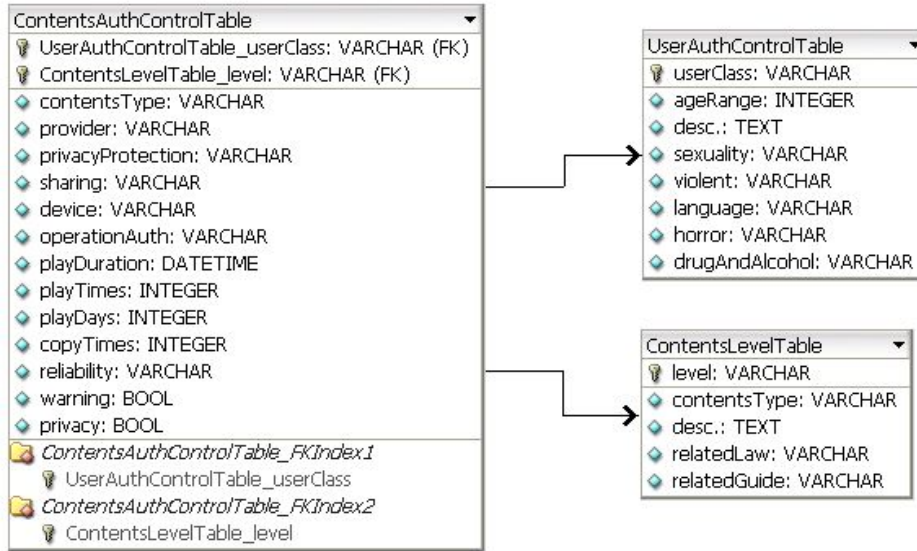 ContentsAuthControlTable
UserAuthControlTable_userClass: VARCHAR (FK)
ContentsLevelTable_level: VARCHAR (FK)
contentsType: VARCHAR
provider: VARCHAR
privacyProtection: VARCHAR
sharing: VARCHAR
device: VARCHAR
operationAuth: VARCHAR
playDuration: DATETIME
playTimes: INTEGER
playDays: INTEGER
copyTimes: INTEGER
reliability: VARCHAR
warning: BOOL
privacy: BOOL
ContentsAuthControlTable_FKIndex1
UserAuthControlTable_userClass
ContentsAuthControlTable_FKIndex2
ContentsLevelTable_level
UserAuthControlTable
userClass: VARCHAR
ageRange: INTEGER
desc.: TEXT
sexuality: VARCHAR
violent: VARCHAR
language: VARCHAR
horror: VARCHAR
drugAndAlcohol: VARCHAR
ContentsLevelTable
level: VARCHAR
contentsType: VARCHAR
desc.: TEXT
relatedLaw: VARCHAR
relatedGuide: VARCHAR